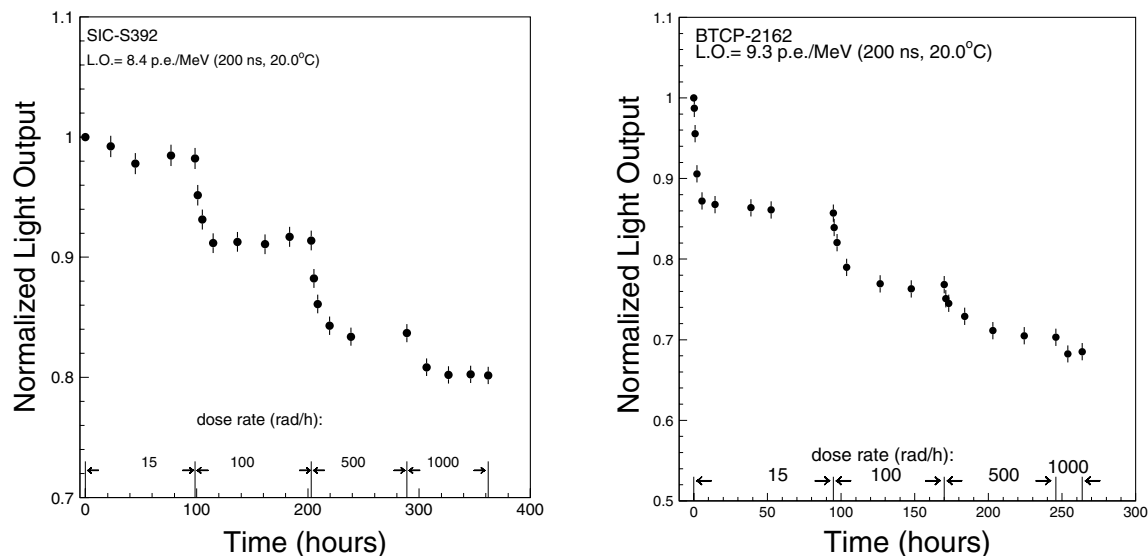 SIC-S392
L.O.= 8.4 p.e./MeV (200 ns, 20.0°C)
1.1
1
0.9
0.8
0.7
Normalized Light Output
dose rate (rad/h):
15 100 500 1000
0 100 200 300 400
Time (hours)
BTCP-2162
L.O.= 9.3 p.e./MeV (200 ns, 20.0°C)
1.1
1
0.9
0.8
0.7
0.6
0.5
Normalized Light Output
dose rate (rad/h):
15 100 500 1000
0 50 100 150 200 250 300
Time (hours)